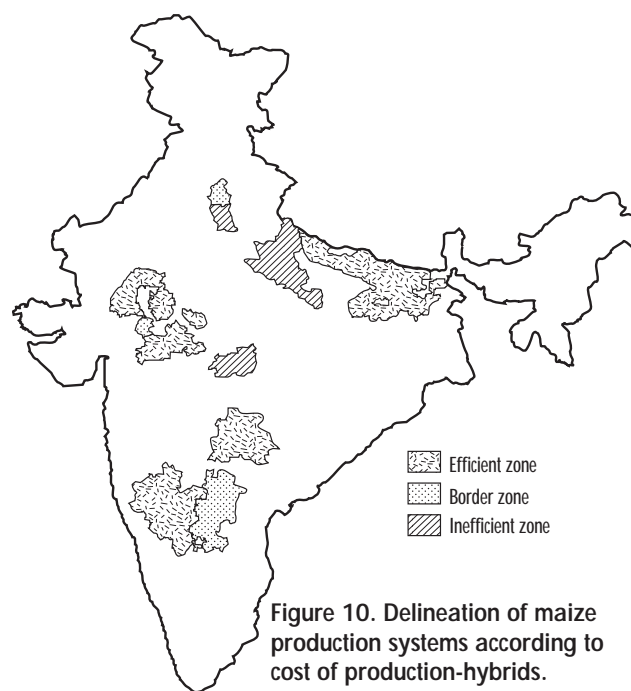 Efficient zone
Border zone
Inefficient zone
Figure 10. Delineation of maize
production systems according to
cost of production-hybrids.